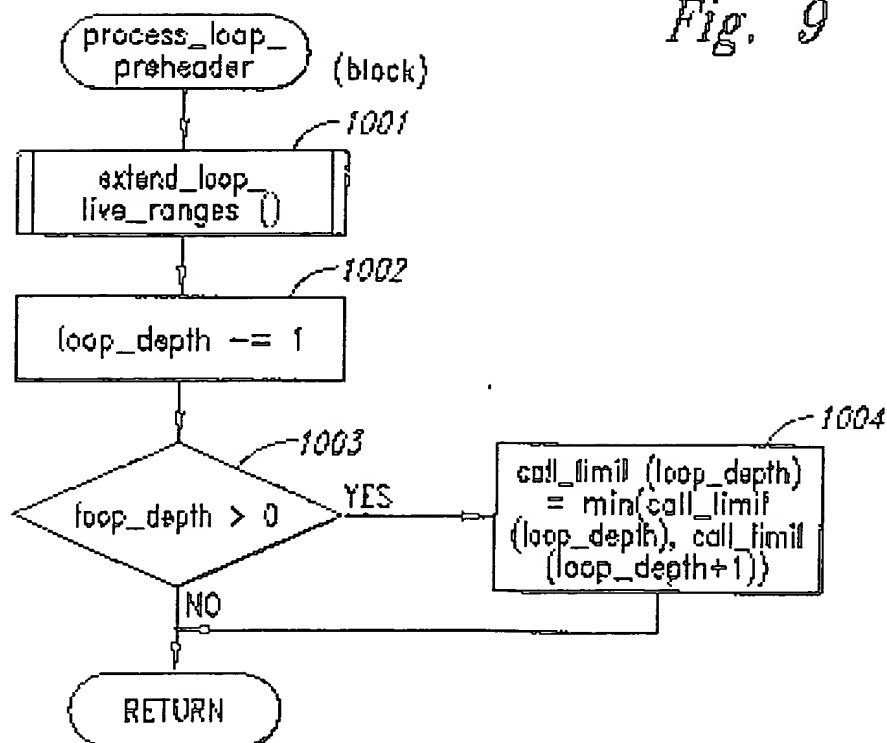 Fig. 9
process_loop_
preheader
(block)
1001
extend_loop_
live_ranges ()
1002
loop_depth -= 1
1003
loop_depth > 0
YES
1004
call_limit (loop_depth)
= min(call_limit
(loop_depth), call_limit
(loop_depth+1))
NO
RETURN